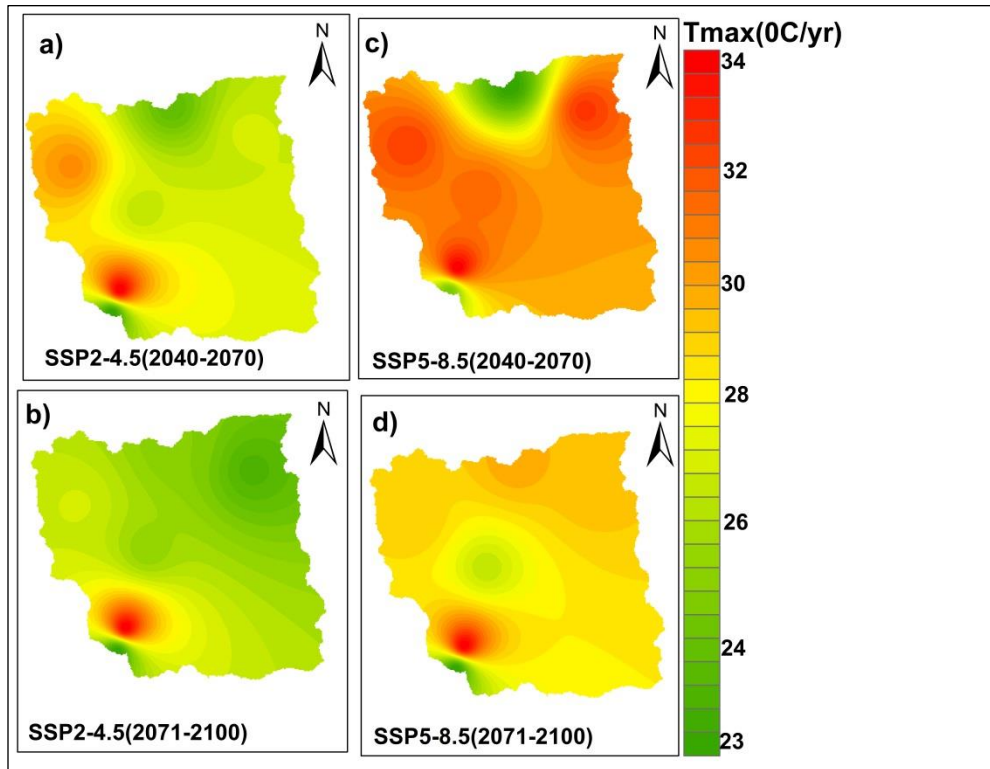 a)
N
SSP2-4.5(2040-2070)
c)
N
SSP5-8.5(2040-2070)
b)
N
SSP2-4.5(2071-2100)
d)
N
SSP5-8.5(2071-2100)
Tmax(0C/yr)
34
32
30
28
26
24
23